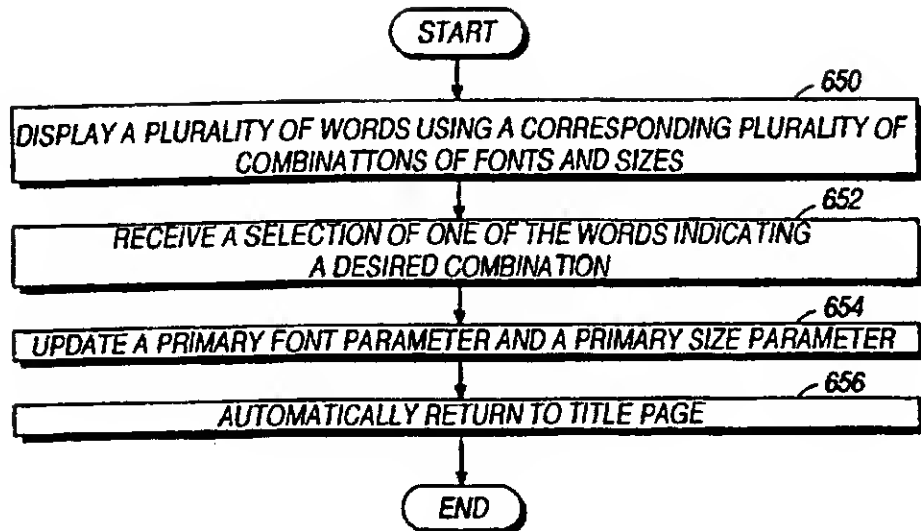 START
650
DISPLAY A PLURALITY OF WORDS USING A CORRESPONDING PLURALITY OF
COMBINATTONS OF FONTS AND SIZES
652
RECEIVE A SELECTION OF ONE OF THE WORDS INDICATING
A DESIRED COMBINATION
654
UPDATE A PRIMARY FONT PARAMETER AND A PRIMARY SIZE PARAMETER
656
AUTOMATICALLY RETURN TO TITLE PAGE
END